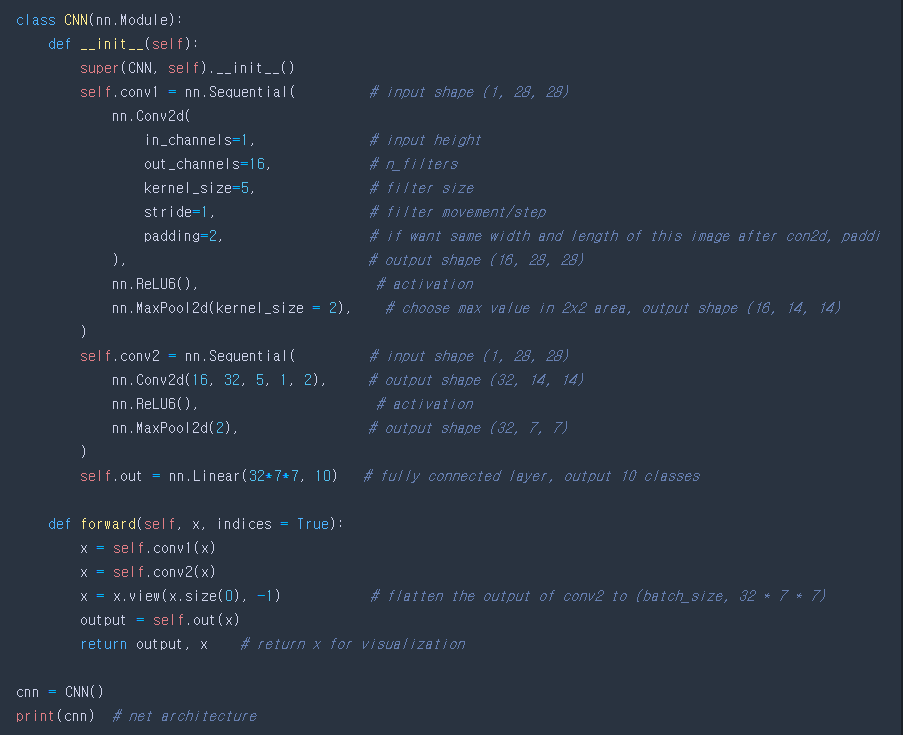 class CNN(nn.Module):
    def __init__(self):
        super(CNN, self).__init__()
        self.conv1 = nn.Sequential(         # input shape (1, 28, 28)
            nn.Conv2d(
                in_channels=1,              # input height
                out_channels=16,            # n_filters
                kernel_size=5,              # filter size
                stride=1,                   # filter movement/step
                padding=2,                  # if want same width and length of this image after con2d, paddi
            ),                              # output shape (16, 28, 28)
            nn.ReLU6(),                      # activation
            nn.MaxPool2d(kernel_size = 2),    # choose max value in 2x2 area, output shape (16, 14, 14)
        )
        self.conv2 = nn.Sequential(         # input shape (1, 28, 28)
            nn.Conv2d(16, 32, 5, 1, 2),     # output shape (32, 14, 14)
            nn.ReLU6(),                      # activation
            nn.MaxPool2d(2),                # output shape (32, 7, 7)
        )
        self.out = nn.Linear(32*7*7, 10)   # fully connected layer, output 10 classes

    def forward(self, x, indices = True):
        x = self.conv1(x)
        x = self.conv2(x)
        x = x.view(x.size(0), -1)           # flatten the output of conv2 to (batch_size, 32 * 7 * 7)
        output = self.out(x)
        return output, x    # return x for visualization

cnn = CNN()
print(cnn)  # net architecture